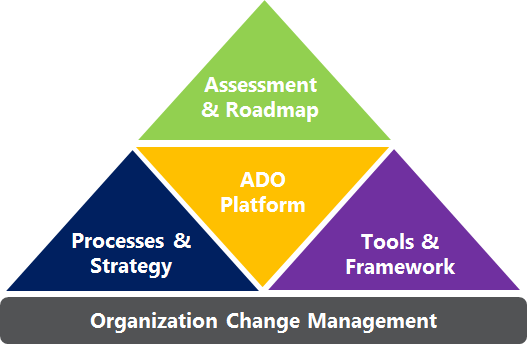 Assessment
& Roadmap
ADO
Platform
Processes &
Strategy
Tools &
Framework
Organization Change Management